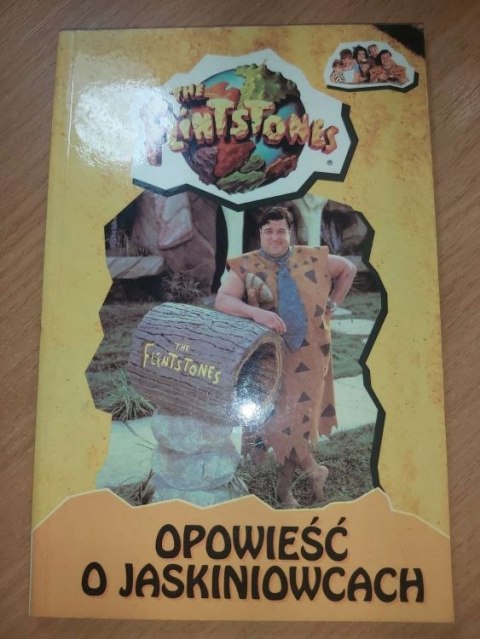 THE
FLINTSTONES
®
THE
FLINTSTONES
OPOWIEŚĆ
O JASKINIOWCACH